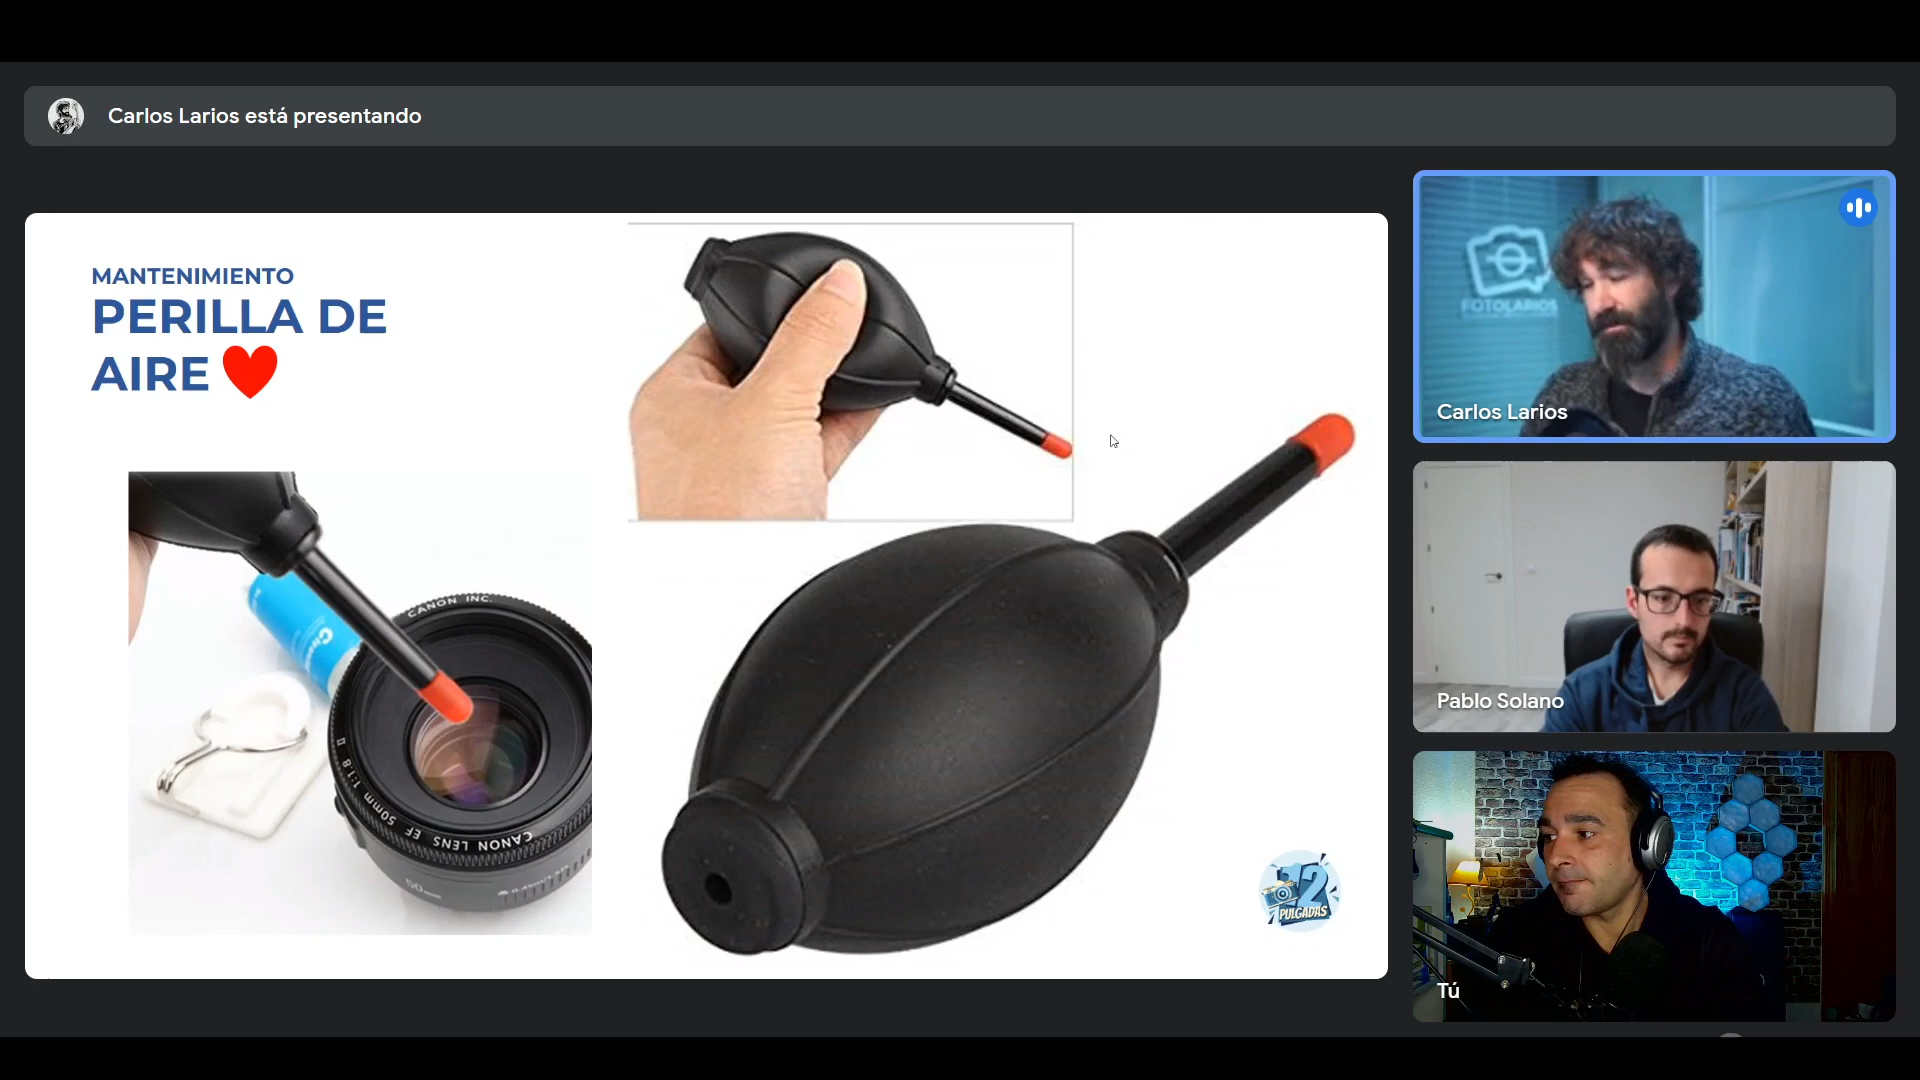 Carlos Larios está presentando
MANTENIMIENTO
PERILLA DE
AIRE
CANON INC.
CANON LENS EF 50mm 1:1.8 II
12
PULGADAS
FOTOLARIOS
Carlos Larios
Pablo Solano
Tú